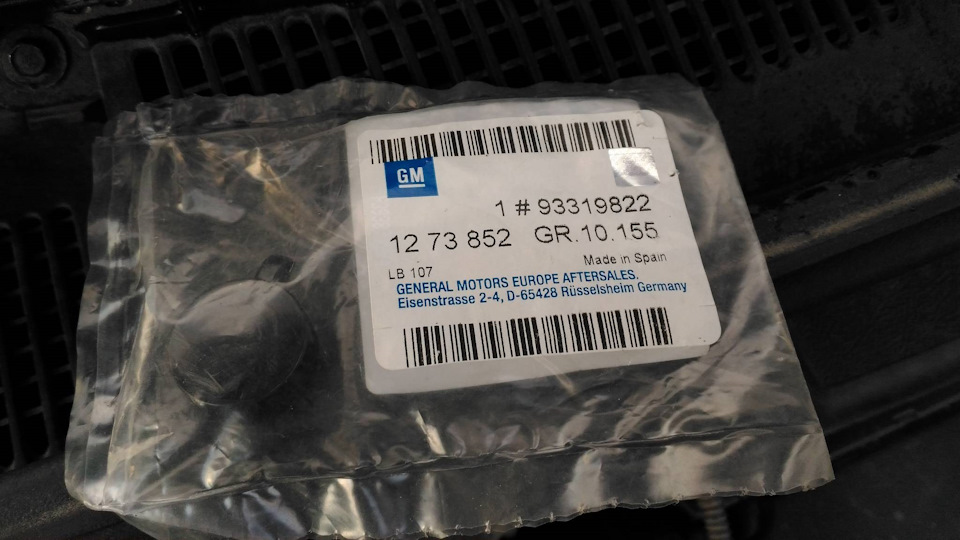 GM
1 # 93319822
12 73 852 GR.10.155
LB 107 Made in Spain
GENERAL MOTORS EUROPE AFTERSALES.
Eisenstrasse 2-4, D-65428 Rüsselsheim Germany